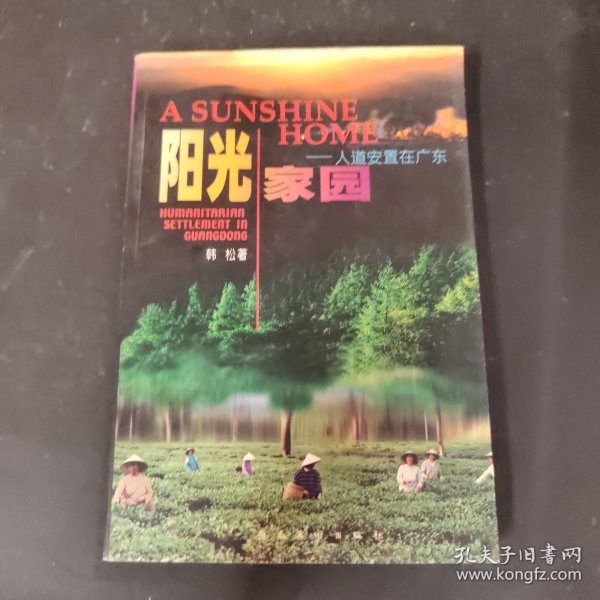 A SUNSHINE
HOME
阳光
——人道安置在广东
家园
HUMANITARIAN
SETTLEMENT IN
GUANGDONG
韩 松著
孔夫子旧书网
www.kongfz.com